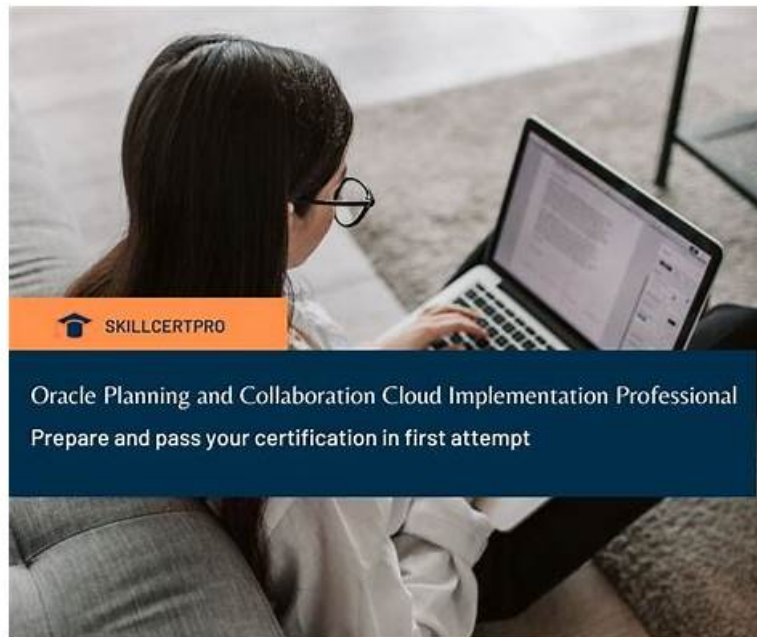 SKILLCERTPRO
Oracle Planning and Collaboration Cloud Implementation Professional
Prepare and pass your certification in first attempt